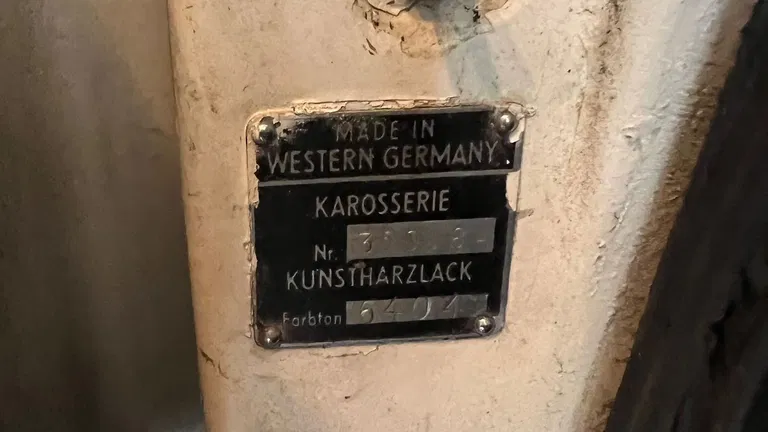 MADE IN
WESTERN GERMANY
KAROSSERIE
Nr.
KUNSTHARZLACK
Farbton 6404